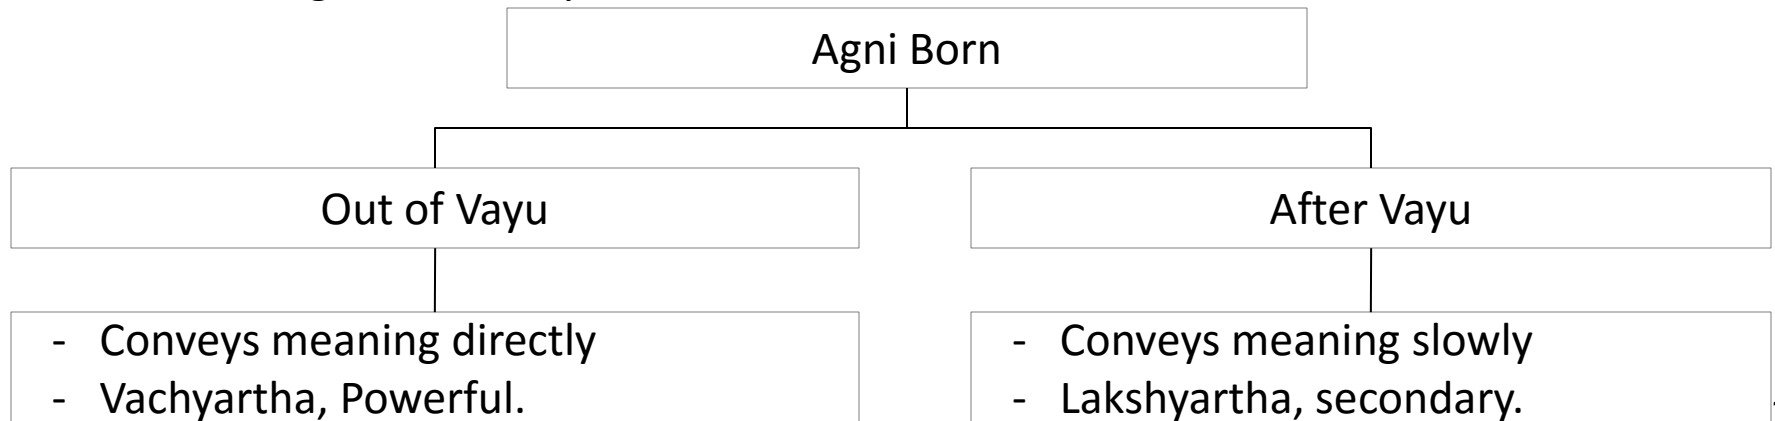 Agni Born
Out of Vayu
After Vayu
- Conveys meaning directly
- Vachyartha, Powerful.
- Conveys meaning slowly
- Lakshyartha, secondary.